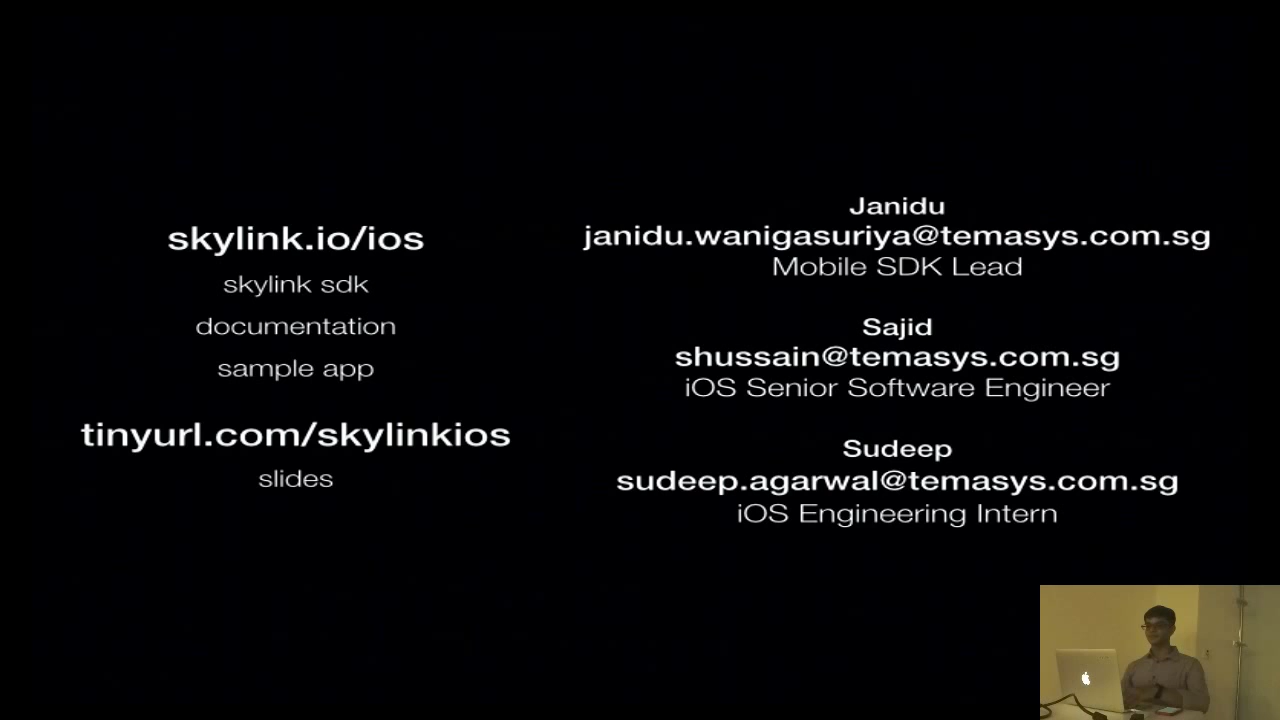 skylink.io/ios
skylink sdk
documentation
sample app
tinyurl.com/skylinkios
slides
Janidu
janidu.wanigasuriya@temasys.com.sg
Mobile SDK Lead
Sajid
shussain@temasys.com.sg
iOS Senior Software Engineer
Sudeep
sudeep.agarwal@temasys.com.sg
iOS Engineering Intern